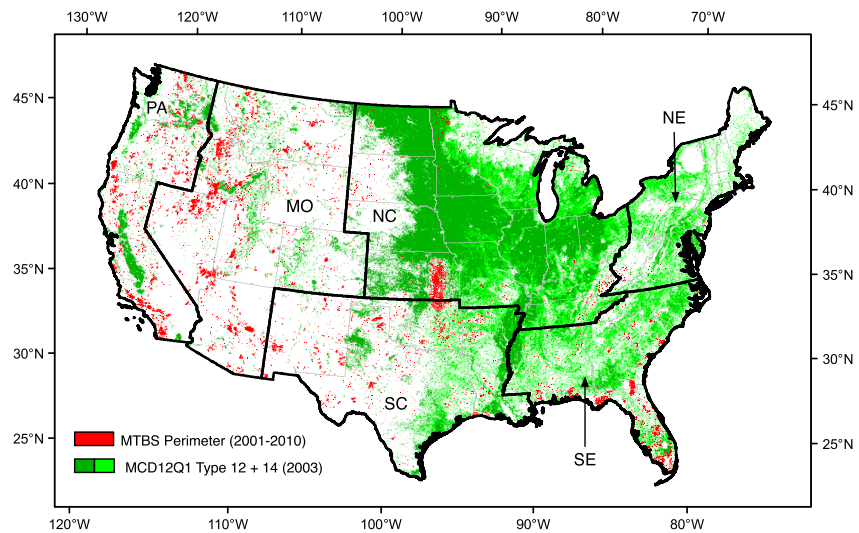 130°W 120°W 110°W 100°W 90°W 80°W 70°W
45°N PA NE 45°N
40°N MO NC 40°N
35°N 35°N
30°N 30°N
SC
MTBS Perimeter (2001-2010)
25°N 25°N
MCD12Q1 Type 12 + 14 (2003)
SE
120°W 110°W 100°W 90°W 80°W